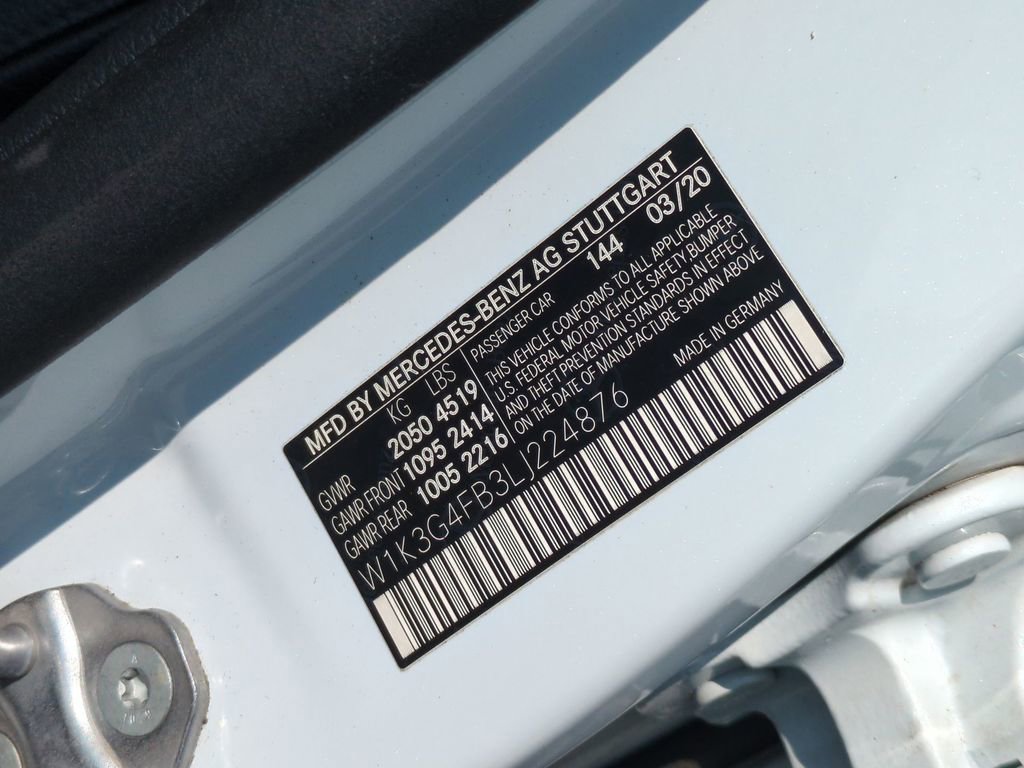 MFD BY MERCEDES-BENZ AG STUTTGART
KG LBS
GVWR 2050 4519
GAWR FRONT 1095 2414
GAWR REAR 1005 2216
144 03/20
PASSENGER CAR
THIS VEHICLE CONFORMS TO ALL APPLICABLE
U.S. FEDERAL MOTOR VEHICLE SAFETY,BUMPER
AND THEFT PREVENTION STANDARDS IN EFFECT
ON THE DATE OF MANUFACTURE SHOWN ABOVE
MADE IN GERMANY
W1K3G4FB3LJ224876